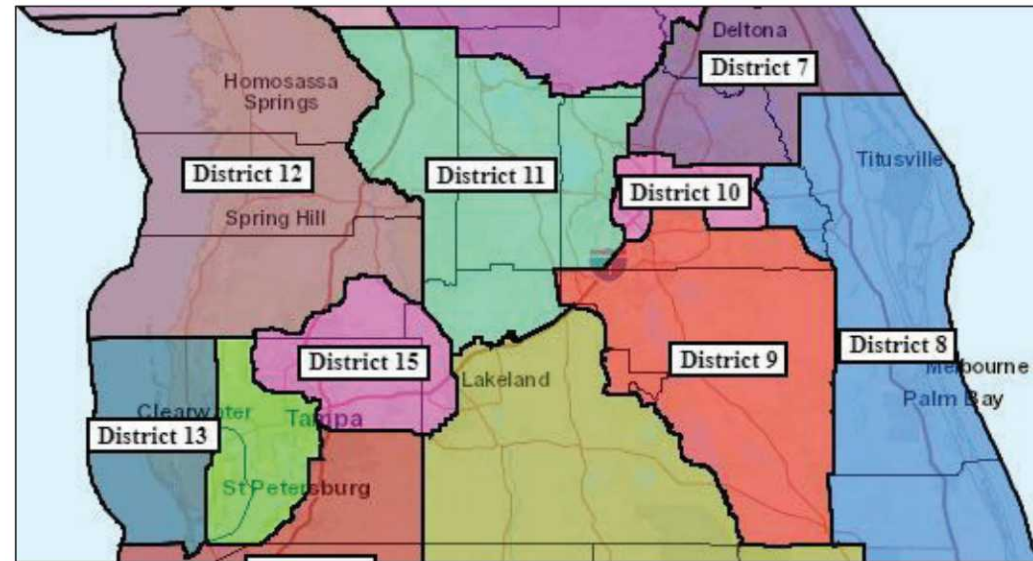 Deltona
District 7
Homosassa
Springs
Titusville
District 12
District 11
District 10
Spring Hill
District 15
District 9
District 8
Melbourne
Lakeland
Palm Bay
Clearwater
Tampa
District 13
St Petersburg